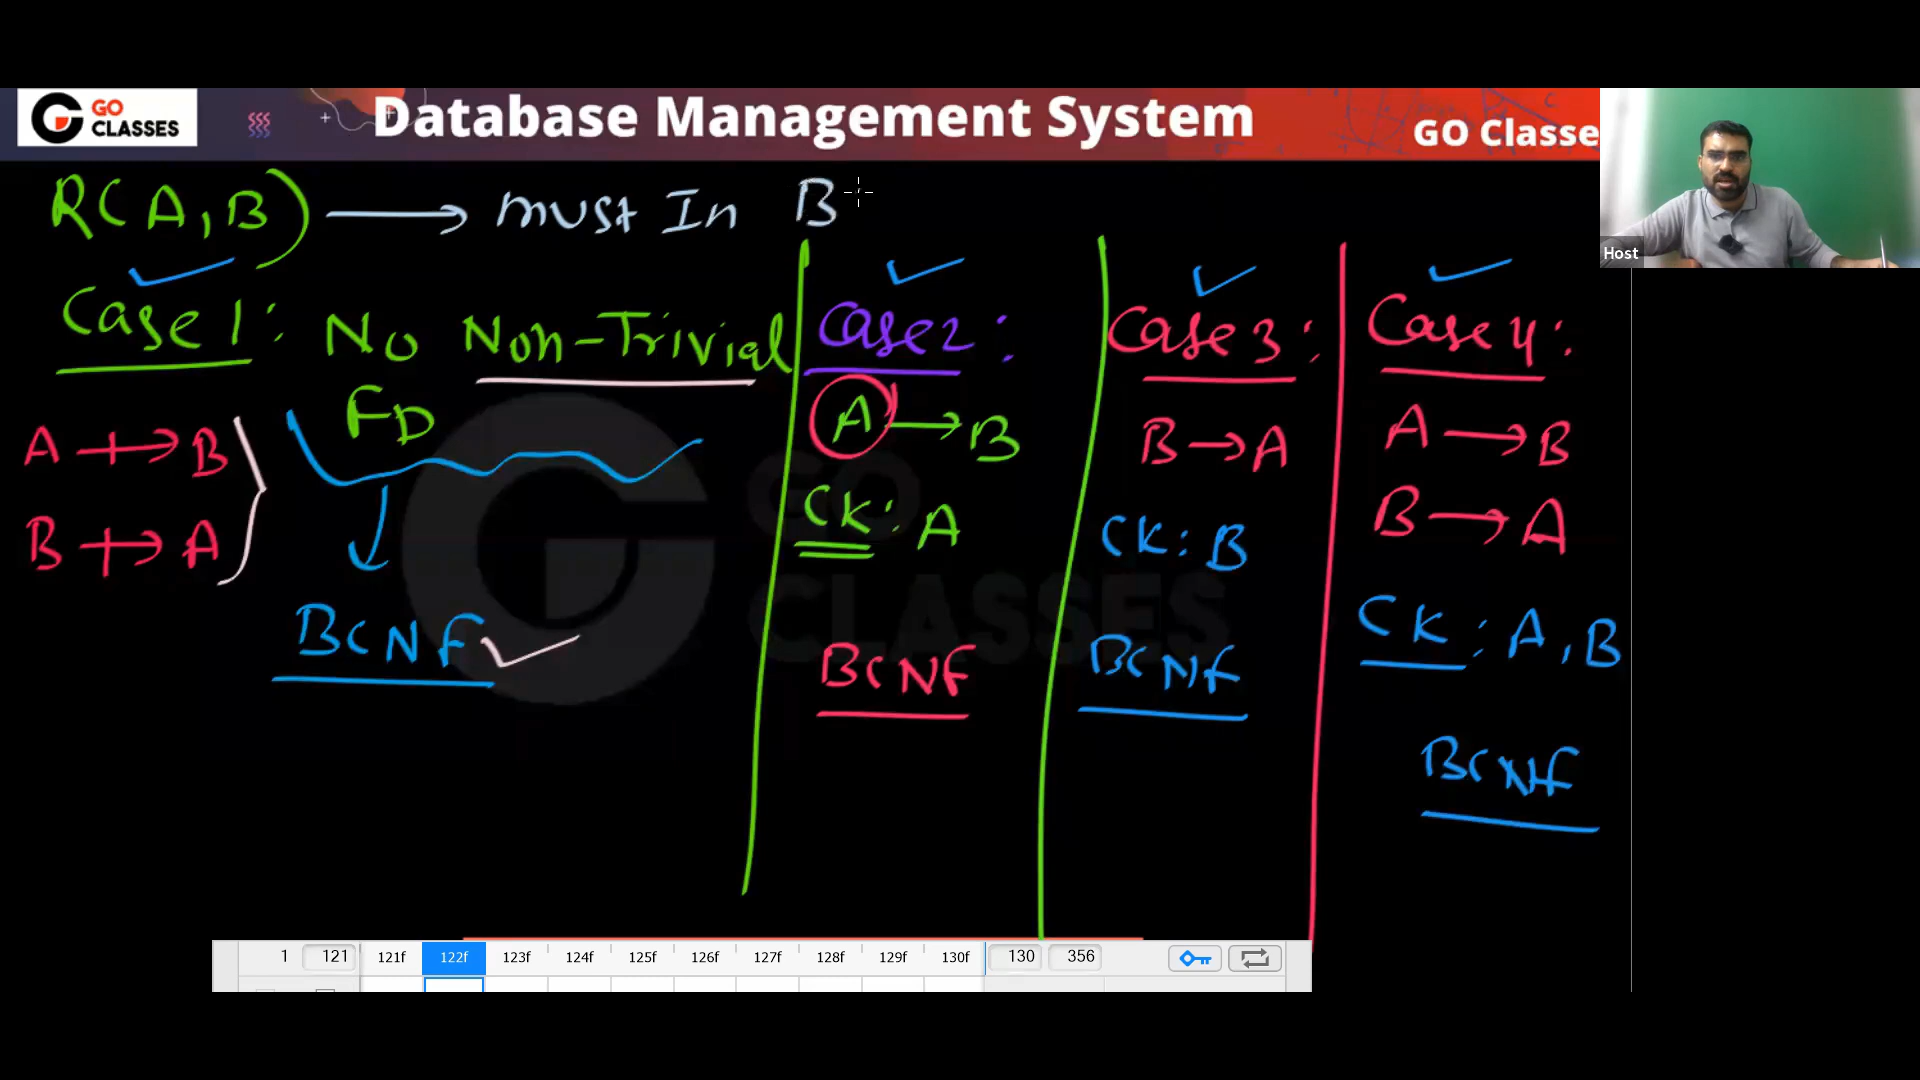 GO
CLASSES
Database Management System
GO Classe
Host
R(A,B) → must In B
Case 1: No Non-Trivial
FD
A ↛ B
B ↛ A
BCNF ✓
Case 2:
A → B
CK: A
BCNF
Case 3:
B → A
CK: B
BCNF
Case 4:
A → B
B → A
CK: A, B
BCNF
GO
CLASSES
1 121 121f 122f 123f 124f 125f 126f 127f 128f 129f 130f 130 356